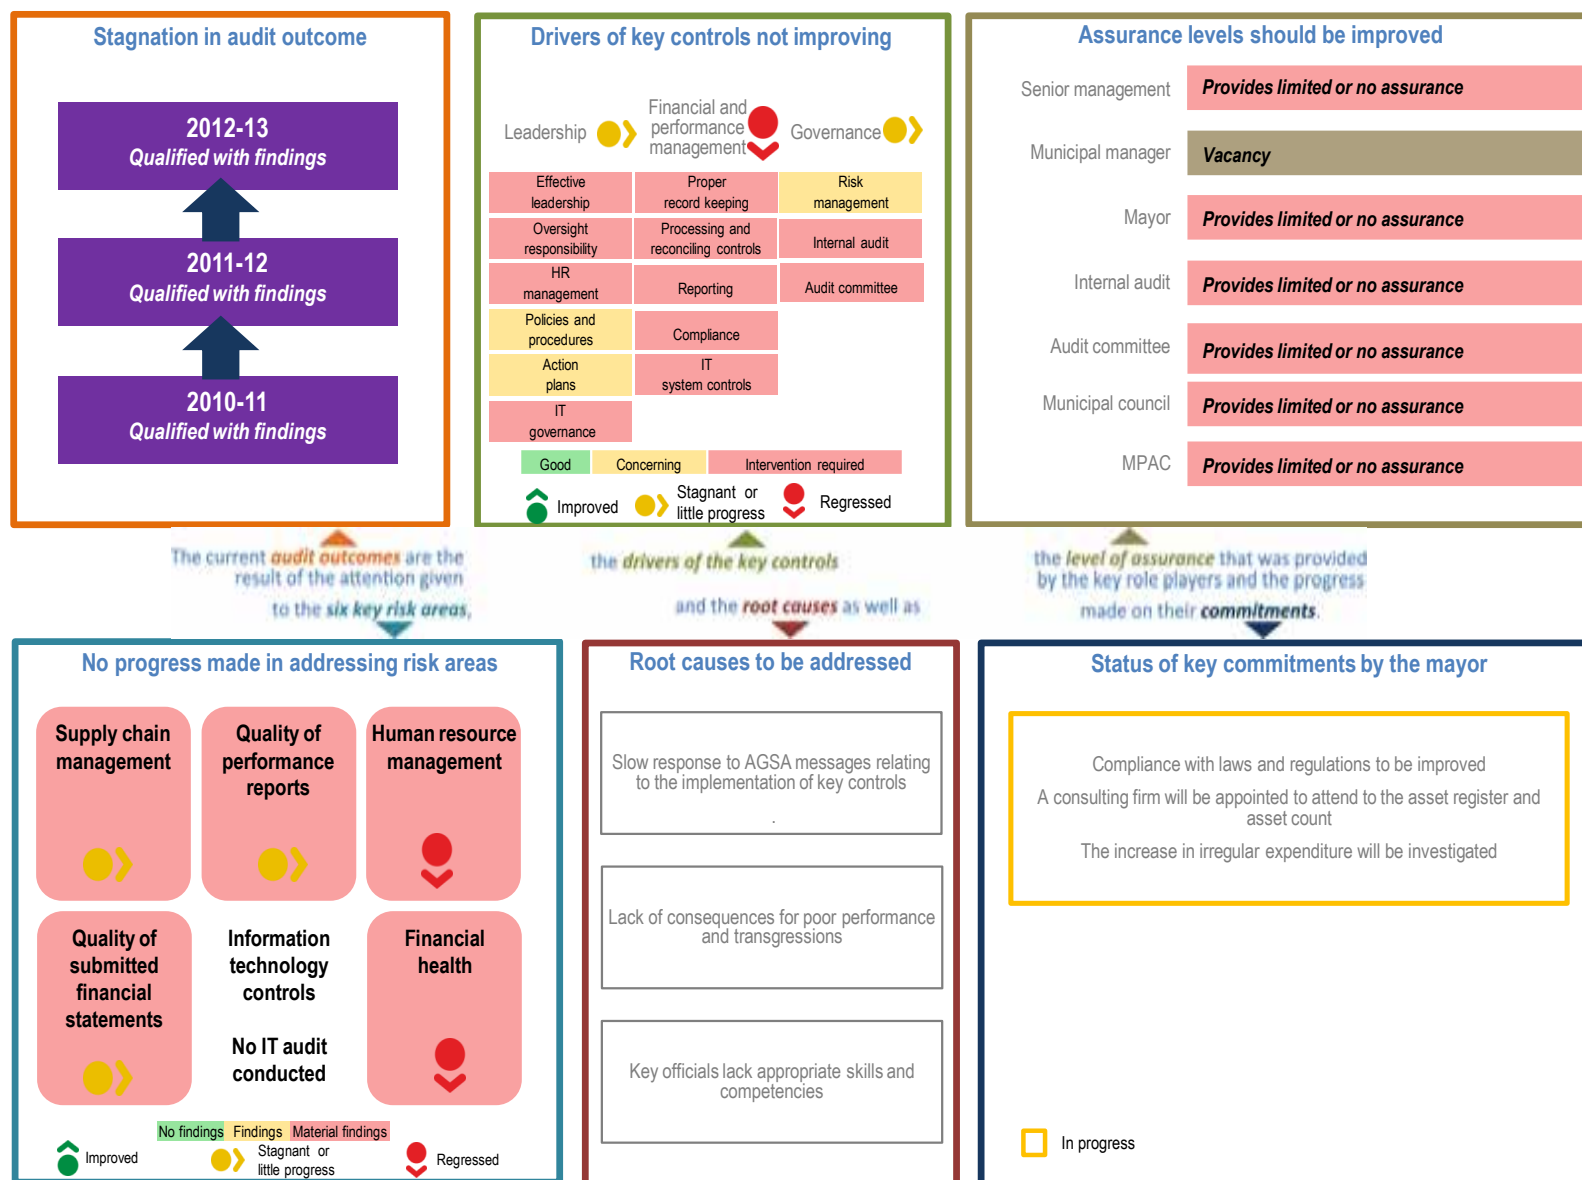 Stagnation in audit outcome
2012-13
Qualified with findings
2011-12
Qualified with findings
2010-11
Qualified with findings
Drivers of key controls not improving
Leadership
Financial and
performance
management
Governance
Effective
leadership
Proper
record keeping
Risk
management
Oversight
responsibility
Processing and
reconciling controls
Internal audit
HR
management
Reporting
Audit committee
Policies and
procedures
Compliance
Action
plans
IT
system controls
IT
governance
Good
Concerning
Intervention required
Improved
Stagnant or
little progress
Regressed
Assurance levels should be improved
Senior management
Provides limited or no assurance
Municipal manager
Vacancy
Mayor
Provides limited or no assurance
Internal audit
Provides limited or no assurance
Audit committee
Provides limited or no assurance
Municipal council
Provides limited or no assurance
MPAC
Provides limited or no assurance
The current audit outcomes are the
result of the attention given
to the six key risk areas,
the drivers of the key controls
and the root causes as well as
the level of assurance that was provided
by the key role players and the progress
made on their commitments.
No progress made in addressing risk areas
Supply chain
management
Quality of
performance
reports
Human resource
management
Quality of
submitted
financial
statements
Information
technology
controls
No IT audit
conducted
Financial
health
No findings
Findings
Material findings
Improved
Stagnant or
little progress
Regressed
Root causes to be addressed
Slow response to AGSA messages relating
to the implementation of key controls
.
Lack of consequences for poor performance
and transgressions
Key officials lack appropriate skills and
competencies
Status of key commitments by the mayor
Compliance with laws and regulations to be improved
A consulting firm will be appointed to attend to the asset register and
asset count
The increase in irregular expenditure will be investigated
In progress